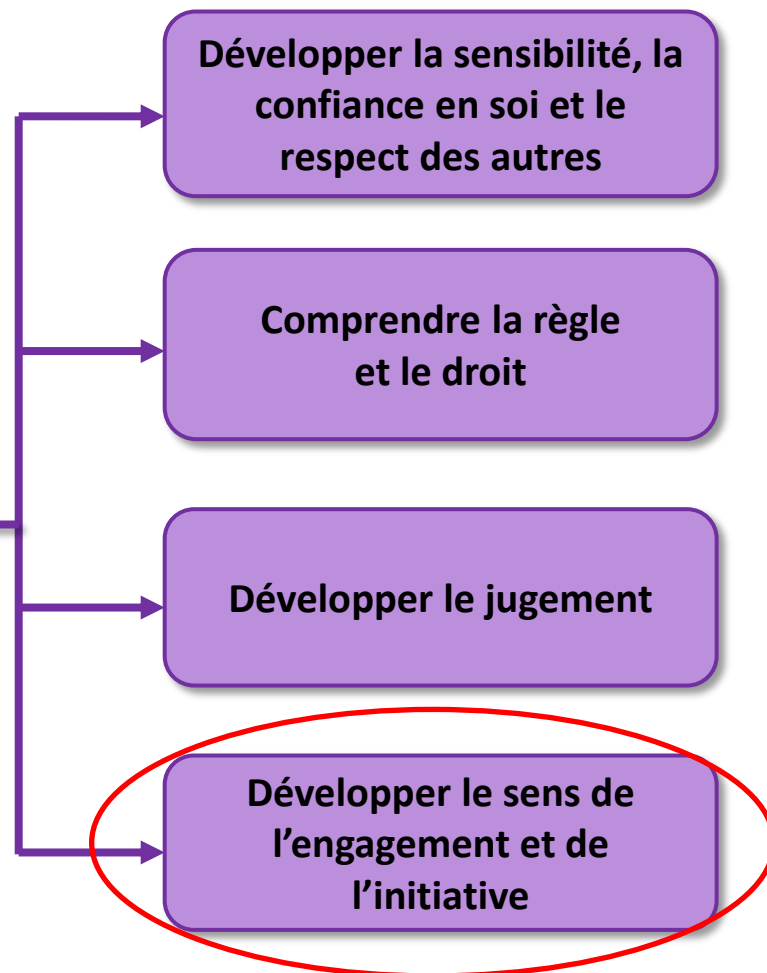 Développer la sensibilité, la
confiance en soi et le
respect des autres
Comprendre la règle
et le droit
Développer le jugement
Développer le sens de
l’engagement et de
l’initiative